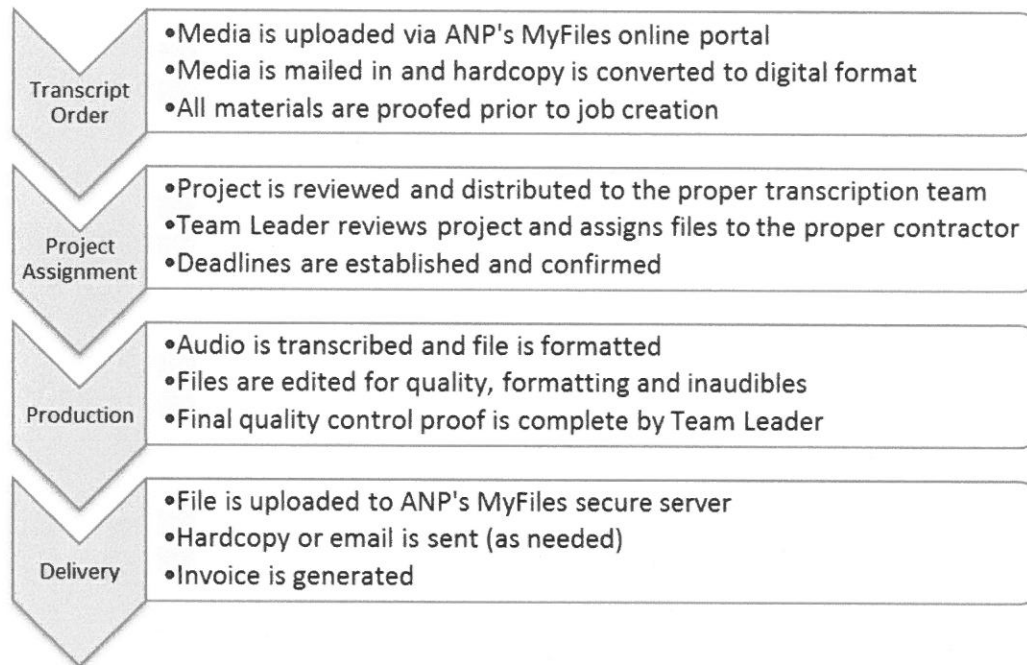 Transcript
Order
•Media is uploaded via ANP's MyFiles online portal
•Media is mailed in and hardcopy is converted to digital format
•All materials are proofed prior to job creation
Project
Assignment
•Project is reviewed and distributed to the proper transcription team
•Team Leader reviews project and assigns files to the proper contractor
•Deadlines are established and confirmed
Production
•Audio is transcribed and file is formatted
•Files are edited for quality, formatting and inaudibles
•Final quality control proof is complete by Team Leader
Delivery
•File is uploaded to ANP's MyFiles secure server
•Hardcopy or email is sent (as needed)
•Invoice is generated